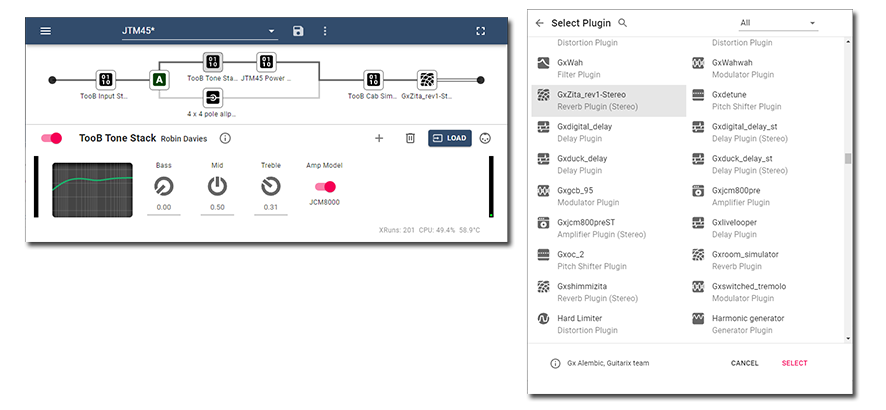 JTM45*
TooB Tone Sta...
JTM45 Power ...
A
TooB Input St...
TooB Cab Sim...
GxZita_rev1-St...
4 x 4 pole allp...
TooB Tone Stack Robin Davies
LOAD
Bass Mid Treble Amp Model
0.00 0.50 0.31 JCM8000
XRuns: 201 CPU: 49.4% 58.9°C
Select Plugin All
Distortion Plugin Distortion Plugin
GxWah GxWahwah
Filter Plugin Modulator Plugin
GxZita_rev1-Stereo Gxdetune
Reverb Plugin (Stereo) Pitch Shifter Plugin
Gxdigital_delay Gxdigital_delay_st
Delay Plugin Delay Plugin (Stereo)
Gxduck_delay Gxduck_delay_st
Delay Plugin Delay Plugin (Stereo)
Gxgcb_95 Gxjcm800pre
Modulator Plugin Amplifier Plugin
Gxjcm800preST Gxlivelooper
Amplifier Plugin (Stereo) Delay Plugin
Gxoc_2 Gxroom_simulator
Pitch Shifter Plugin Reverb Plugin
Gxshimmizita Gxswitched_tremolo
Reverb Plugin (Stereo) Modulator Plugin
Hard Limiter Harmonic generator
Distortion Plugin Generator Plugin
Gx Alembic, Guitarix team CANCEL SELECT